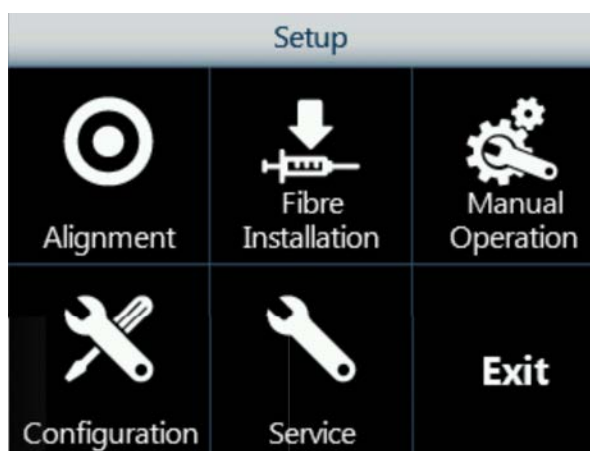 Setup
Alignment
Fibre
Installation
Manual
Operation
Configuration
Service
Exit